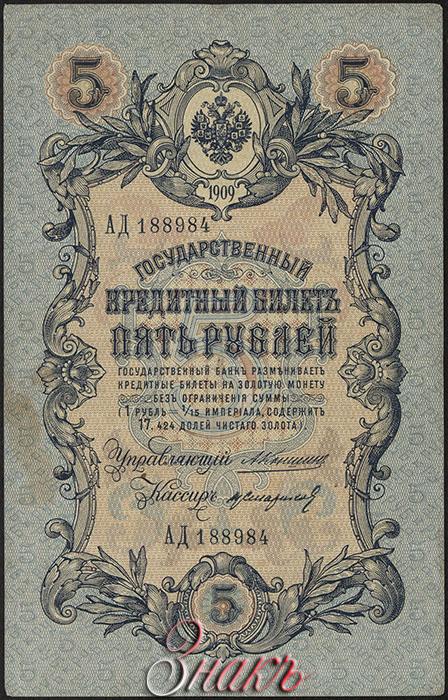 5 5
1909
АД 188984
ГОСУДАРСТВЕННЫЙ
КРЕДИТНЫЙ БИЛЕТЪ
ПЯТЬ РУБЛЕЙ
ГОСУДАРСТВЕННЫЙ БАНКЪ РАЗМѢНИВАЕТЪ
КРЕДИТНЫЕ БИЛЕТЫ НА ЗОЛОТУЮ МОНЕТУ
БЕЗЪ ОГРАНИЧЕНІЯ СУММЫ
(1 РУБЛЬ = 1/15 ИМПЕРІАЛА, СОДЕРЖИТЪ
17,424 ДОЛЕЙ ЧИСТАГО ЗОЛОТА).
Управляющій
Кассиръ
АД 188984
5
Знакъ